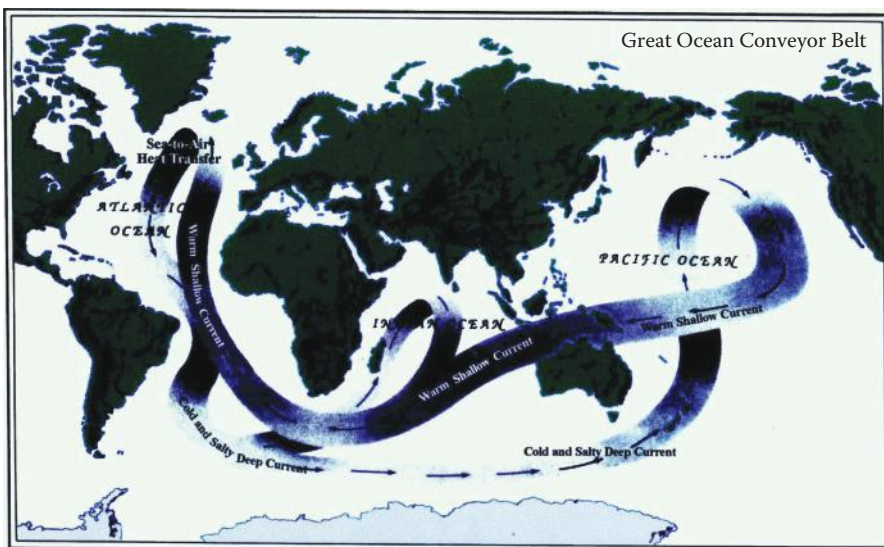 Great Ocean Conveyor Belt
Sea-to-Air
Heat Transfer
ATLANTIC
OCEAN
Warm Shallow Current
INDIAN OCEAN
PACIFIC OCEAN
Warm Shallow Current
Warm Shallow Current
Cold and Salty Deep Current
Cold and Salty Deep Current